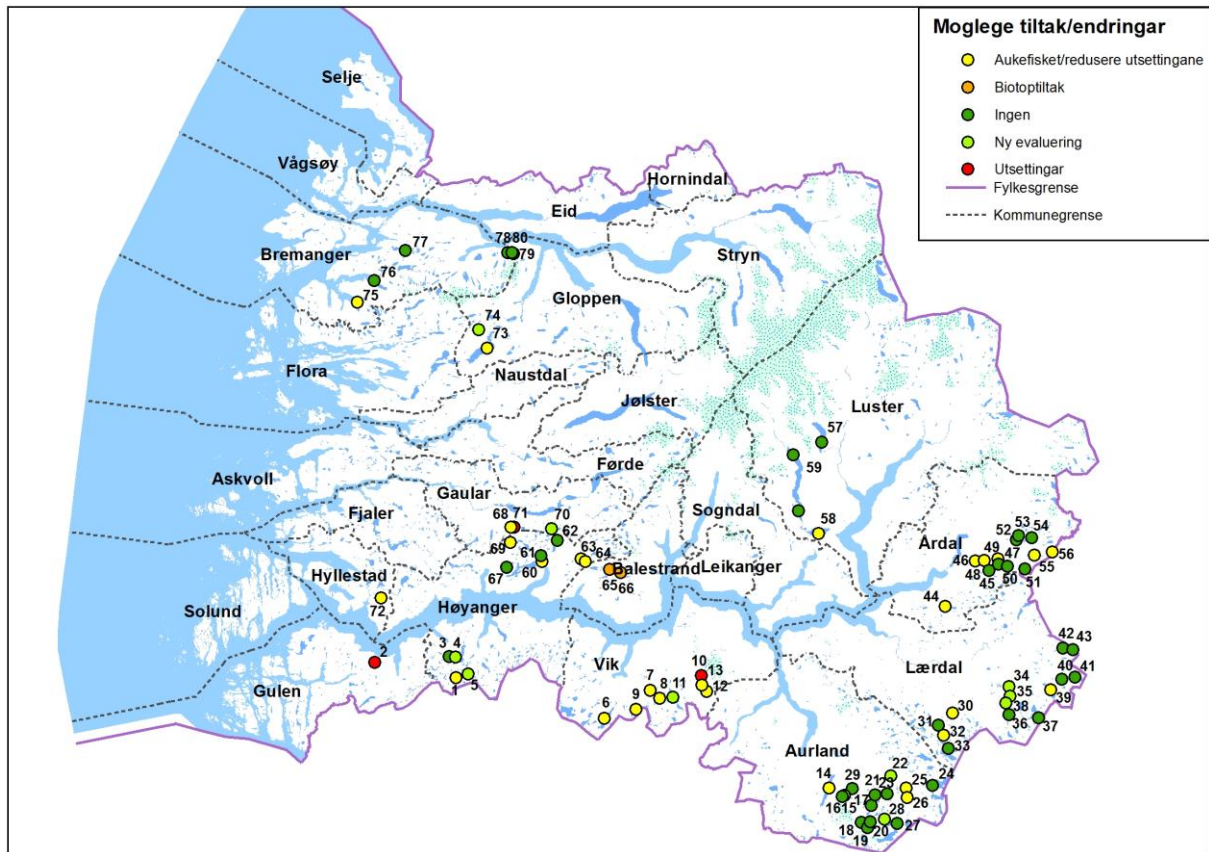 Moglege tiltak/endringar
Aukefisket/redusere utsettingane
Biotoptiltak
Ingen
Ny evaluering
Utsettingar
Fylkesgrense
Kommunegrense
Selje
Vågsøy
Hornindal
Eid
Bremanger
Stryn
Gloppen
Flora
Naustdal
Jølster
Luster
Askvoll
Førde
Gaular
Fjaler
Sogndal
Årdal
Hyllestad
Balestrand
Leikanger
Høyanger
Solund
Gulen
Vik
Lærdal
Aurland
77
78 80
79
76
75
74
73
57
59
58
68 71
70
62
69
61
63
64
67
60
65
66
72
2
3 4
1
5
52
53
54
46
49
47
56
48
45
50
51
55
44
42 43
40 41
39
34
35
38
36
37
10
13
7
8
11
12
9
6
30
31
32
33
14
29
21
22
23
25
24
16
15
17
26
28
18
19
20
27